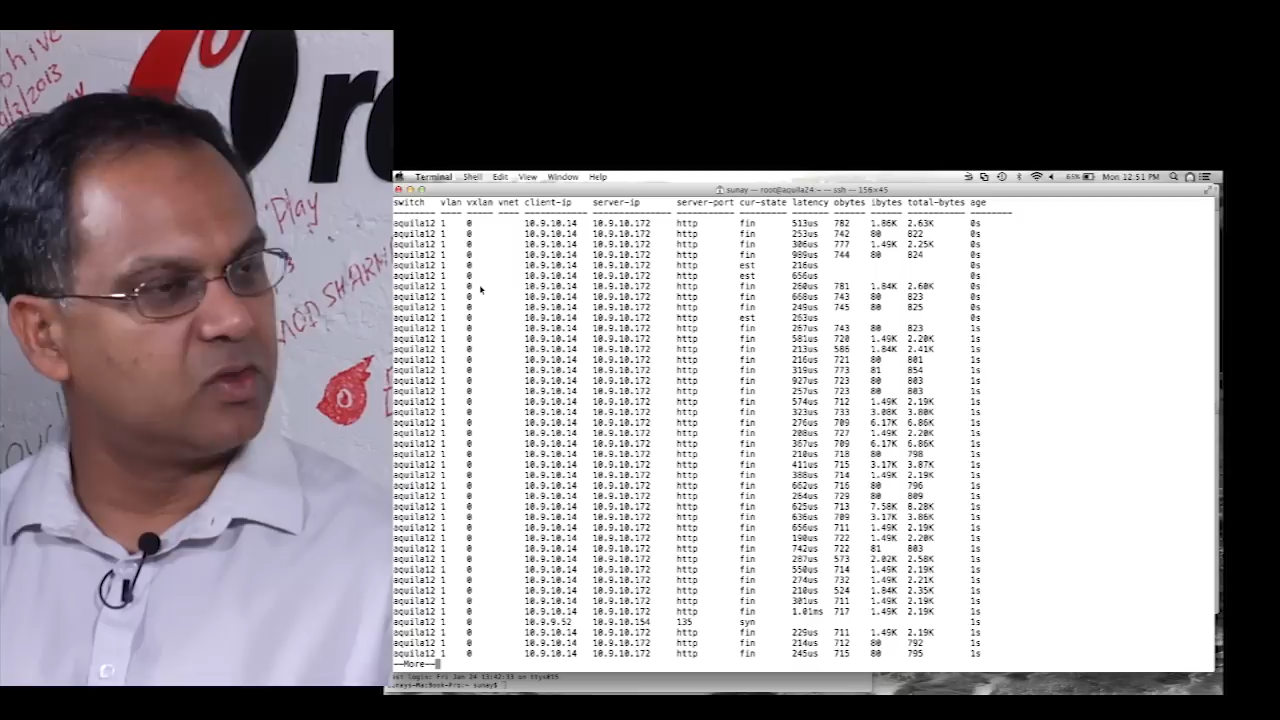 ohive
9/3/2013
Play
Terminal Shell Edit View Window Help 65% Mon 12:51 PM
sunay — root@aquila24:~ — ssh — 156×45
switch vlan vxlan vnet client-ip server-ip server-port cur-state latency obytes ibytes total-bytes age
aquila12 1 0 10.9.10.14 10.9.10.172 http fin 513us 782 1.86K 2.63K 0s
aquila12 1 0 10.9.10.14 10.9.10.172 http fin 253us 742 80 822 0s
aquila12 1 0 10.9.10.14 10.9.10.172 http fin 306us 777 1.49K 2.25K 0s
aquila12 1 0 10.9.10.14 10.9.10.172 http fin 989us 744 80 824 0s
aquila12 1 0 10.9.10.14 10.9.10.172 http est 216us 0s
aquila12 1 0 10.9.10.14 10.9.10.172 http est 656us 0s
aquila12 1 0 10.9.10.14 10.9.10.172 http fin 260us 781 1.84K 2.60K 0s
aquila12 1 0 10.9.10.14 10.9.10.172 http fin 668us 743 80 823 0s
aquila12 1 0 10.9.10.14 10.9.10.172 http fin 249us 745 80 825 0s
aquila12 1 0 10.9.10.14 10.9.10.172 http est 263us 0s
aquila12 1 0 10.9.10.14 10.9.10.172 http fin 267us 743 80 823 1s
aquila12 1 0 10.9.10.14 10.9.10.172 http fin 581us 720 1.49K 2.20K 1s
aquila12 1 0 10.9.10.14 10.9.10.172 http fin 213us 586 1.84K 2.41K 1s
aquila12 1 0 10.9.10.14 10.9.10.172 http fin 216us 721 80 801 1s
aquila12 1 0 10.9.10.14 10.9.10.172 http fin 319us 773 81 854 1s
aquila12 1 0 10.9.10.14 10.9.10.172 http fin 927us 723 80 803 1s
aquila12 1 0 10.9.10.14 10.9.10.172 http fin 257us 723 80 803 1s
aquila12 1 0 10.9.10.14 10.9.10.172 http fin 574us 712 1.49K 2.19K 1s
aquila12 1 0 10.9.10.14 10.9.10.172 http fin 323us 733 3.08K 3.80K 1s
aquila12 1 0 10.9.10.14 10.9.10.172 http fin 276us 709 6.17K 6.86K 1s
aquila12 1 0 10.9.10.14 10.9.10.172 http fin 208us 727 1.49K 2.20K 1s
aquila12 1 0 10.9.10.14 10.9.10.172 http fin 367us 709 6.17K 6.86K 1s
aquila12 1 0 10.9.10.14 10.9.10.172 http fin 210us 718 80 798 1s
aquila12 1 0 10.9.10.14 10.9.10.172 http fin 411us 715 3.17K 3.87K 1s
aquila12 1 0 10.9.10.14 10.9.10.172 http fin 388us 714 1.49K 2.19K 1s
aquila12 1 0 10.9.10.14 10.9.10.172 http fin 662us 716 80 796 1s
aquila12 1 0 10.9.10.14 10.9.10.172 http fin 264us 729 80 809 1s
aquila12 1 0 10.9.10.14 10.9.10.172 http fin 625us 713 7.58K 8.28K 1s
aquila12 1 0 10.9.10.14 10.9.10.172 http fin 636us 709 3.17K 3.86K 1s
aquila12 1 0 10.9.10.14 10.9.10.172 http fin 656us 711 1.49K 2.19K 1s
aquila12 1 0 10.9.10.14 10.9.10.172 http fin 190us 722 1.49K 2.20K 1s
aquila12 1 0 10.9.10.14 10.9.10.172 http fin 742us 722 81 803 1s
aquila12 1 0 10.9.10.14 10.9.10.172 http fin 287us 573 2.02K 2.58K 1s
aquila12 1 0 10.9.10.14 10.9.10.172 http fin 550us 714 1.49K 2.19K 1s
aquila12 1 0 10.9.10.14 10.9.10.172 http fin 274us 732 1.49K 2.21K 1s
aquila12 1 0 10.9.10.14 10.9.10.172 http fin 210us 524 1.84K 2.35K 1s
aquila12 1 0 10.9.10.14 10.9.10.172 http fin 301us 711 1.49K 2.19K 1s
aquila12 1 0 10.9.10.14 10.9.10.172 http fin 1.01ms 717 1.49K 2.19K 1s
aquila12 1 0 10.9.9.52 10.9.10.154 135 syn 1s
aquila12 1 0 10.9.10.14 10.9.10.172 http fin 229us 711 1.49K 2.19K 1s
aquila12 1 0 10.9.10.14 10.9.10.172 http fin 214us 712 80 792 1s
aquila12 1 0 10.9.10.14 10.9.10.172 http fin 245us 715 80 795 1s
--More--
ast login: Fri Jan 24 13:42:33 on ttys015
unays-MacBook-Pro:~ sunay$